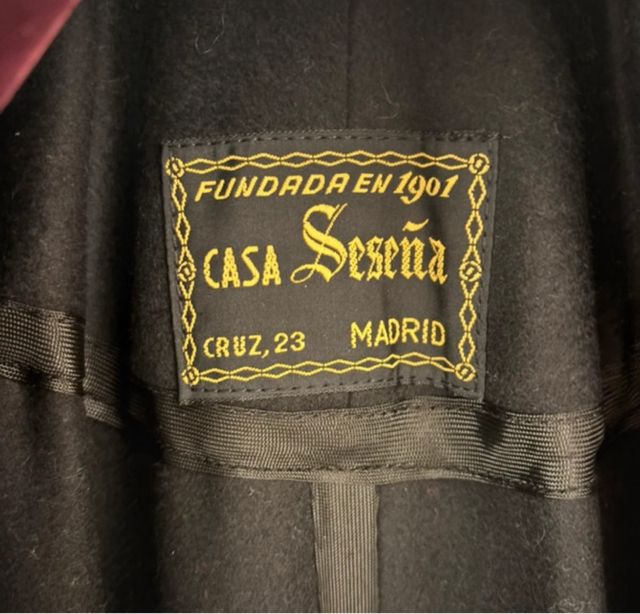 FUNDADA EN 1901
CASA Seseña
CRUZ, 23 MADRID